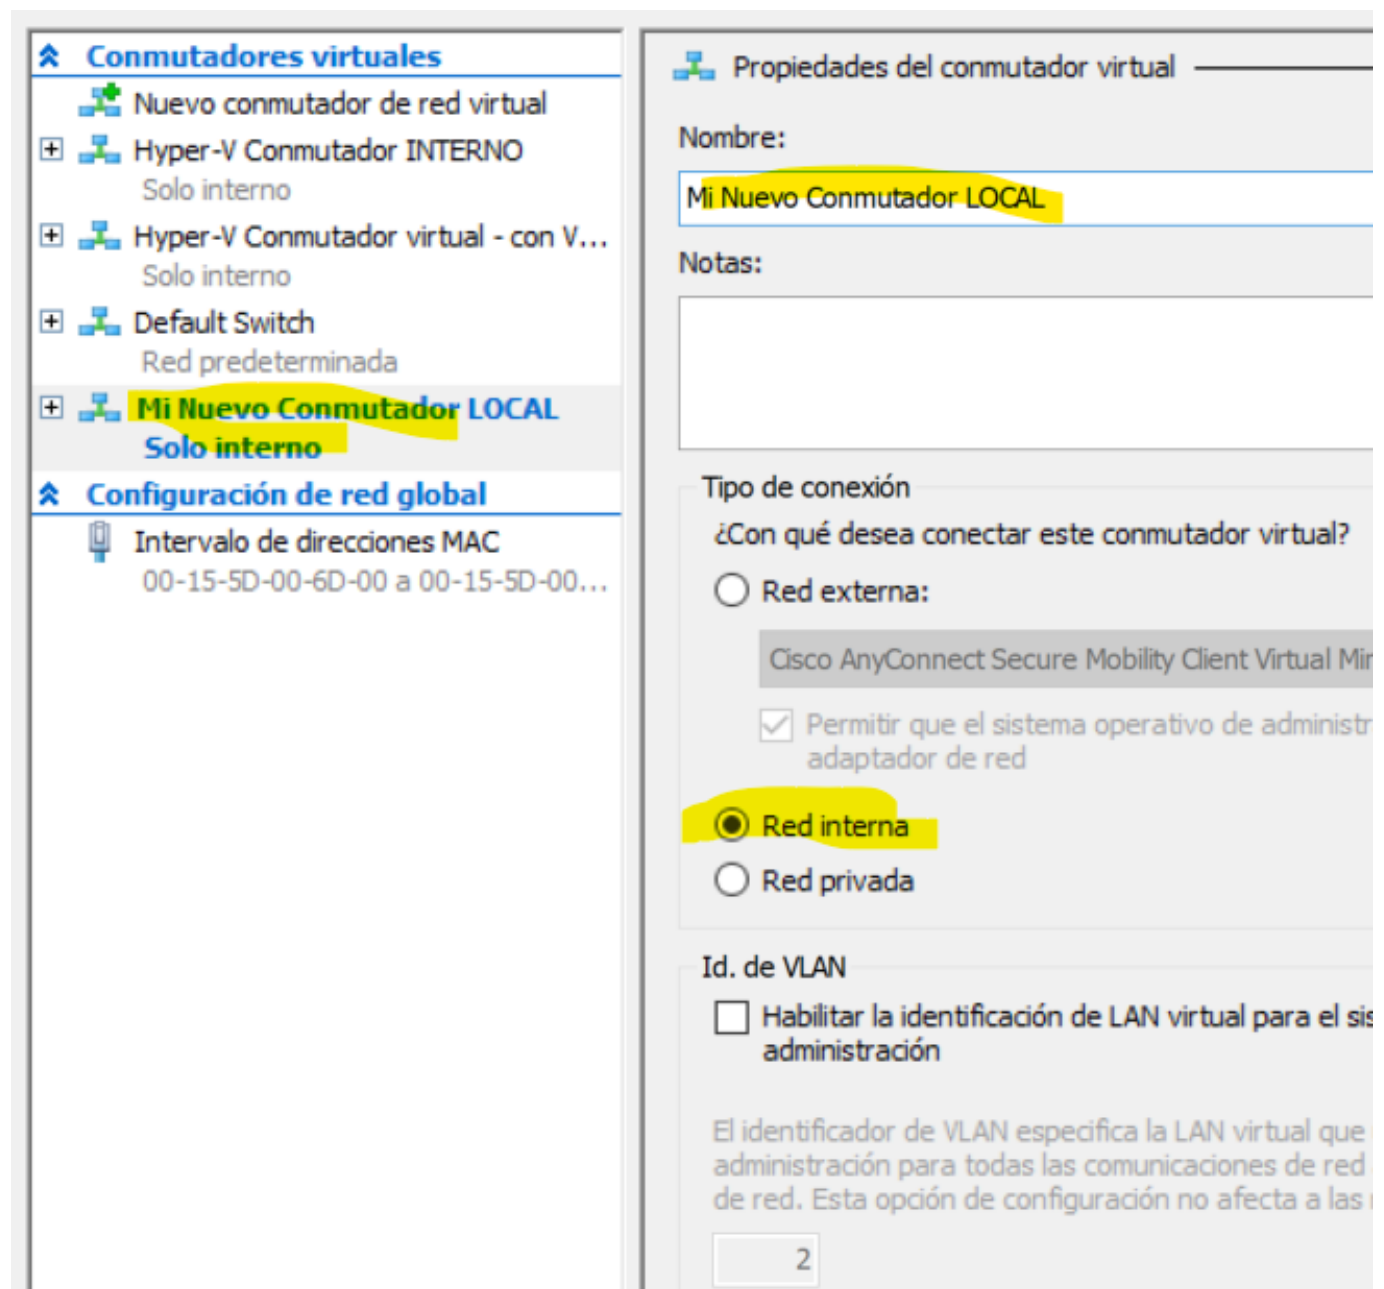 Conmutadores virtuales
Nuevo conmutador de red virtual
Hyper-V Conmutador INTERNO
Solo interno
Hyper-V Conmutador virtual - con V...
Solo interno
Default Switch
Red predeterminada
Mi Nuevo Conmutador LOCAL
Solo interno
Configuración de red global
Intervalo de direcciones MAC
00-15-5D-00-6D-00 a 00-15-5D-00...
Propiedades del conmutador virtual
Nombre:
Mi Nuevo Conmutador LOCAL
Notas:
Tipo de conexión
¿Con qué desea conectar este conmutador virtual?
Red externa:
Cisco AnyConnect Secure Mobility Client Virtual Mi
Permitir que el sistema operativo de administr
adaptador de red
Red interna
Red privada
Id. de VLAN
Habilitar la identificación de LAN virtual para el sis
administración
El identificador de VLAN especifica la LAN virtual que
administración para todas las comunicaciones de red
de red. Esta opción de configuración no afecta a las
2